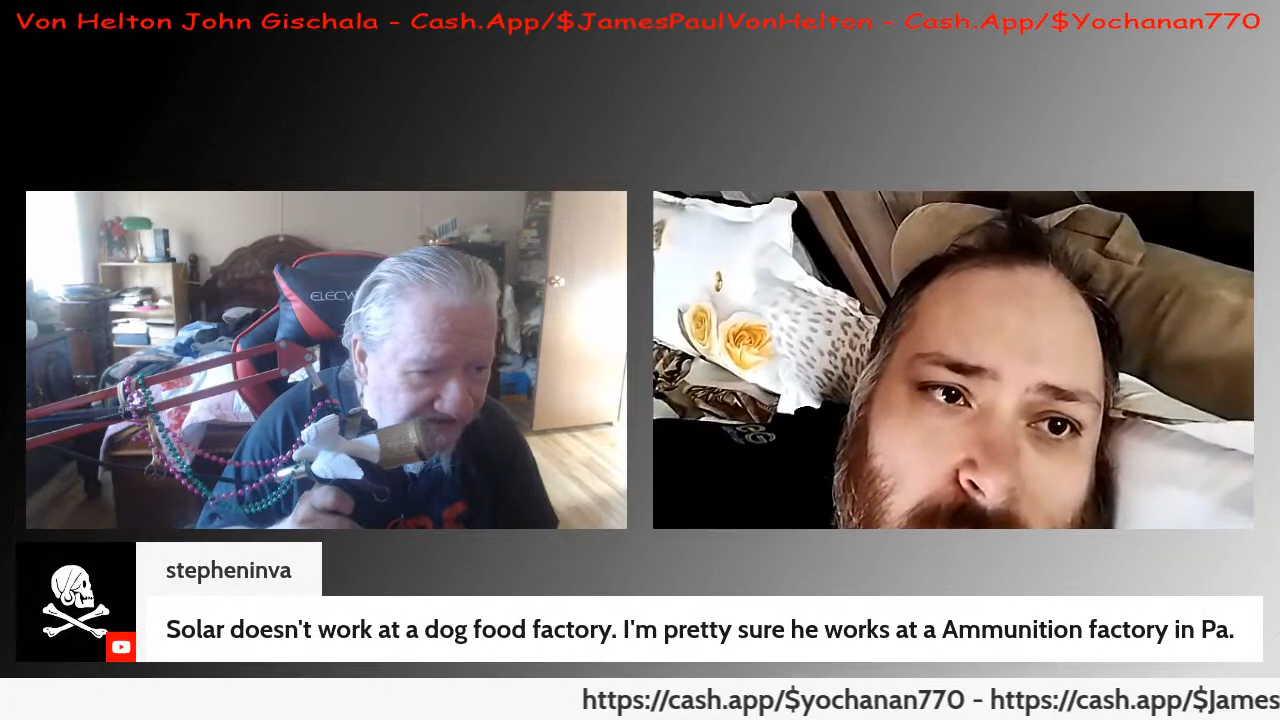 Von Helton John Gischala - Cash.App/$JamesPaulVonHelton - Cash.App/$Yochanan770
ELECW
stepheninva
Solar doesn't work at a dog food factory. I'm pretty sure he works at a Ammunition factory in Pa.
https://cash.app/$yochanan770 - https://cash.app/$James